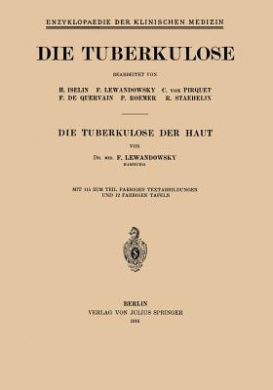 ENZYKLOPAEDIE DER KLINISCHEN MEDIZIN
DIE TUBERKULOSE
BEARBEITET VON
H. ISELIN F. LEWANDOWSKY C. VON PIRQUET
F. DE QUERVAIN P. ROEMER R. STAEHELIN
DIE TUBERKULOSE DER HAUT
VON
DR. MED. F. LEWANDOWSKY
HAMBURG
MIT 115 ZUM TEIL FARBIGEN TEXTABBILDUNGEN
UND 12 FARBIGEN TAFELN
BERLIN
VERLAG VON JULIUS SPRINGER